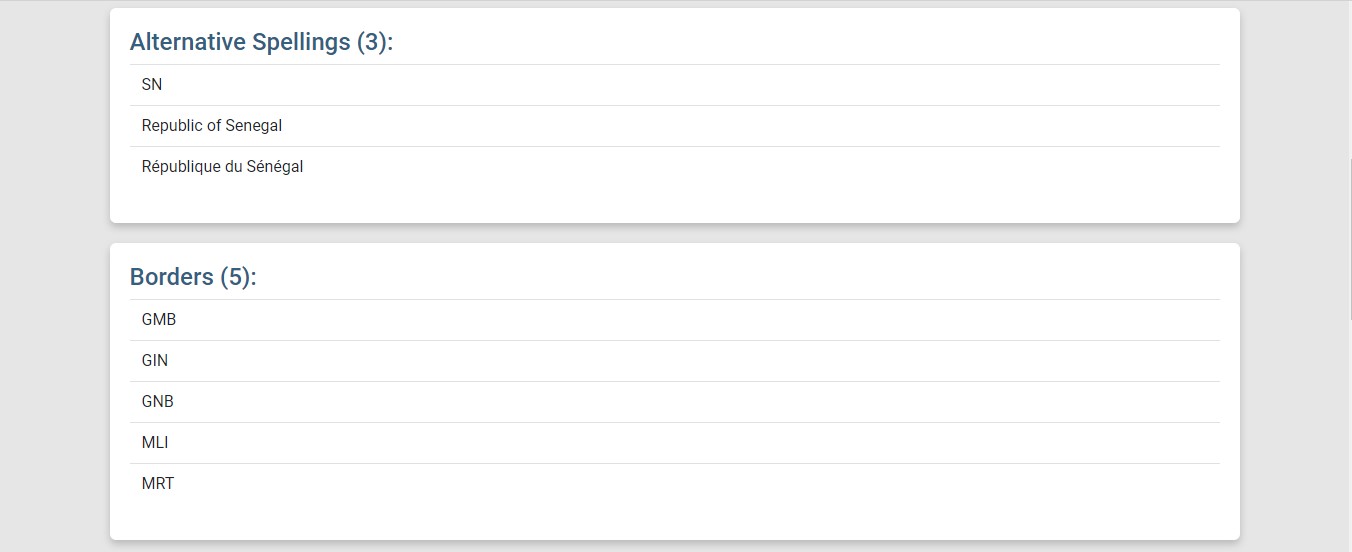 Alternative Spellings (3):
SN
Republic of Senegal
République du Sénégal
Borders (5):
GMB
GIN
GNB
MLI
MRT